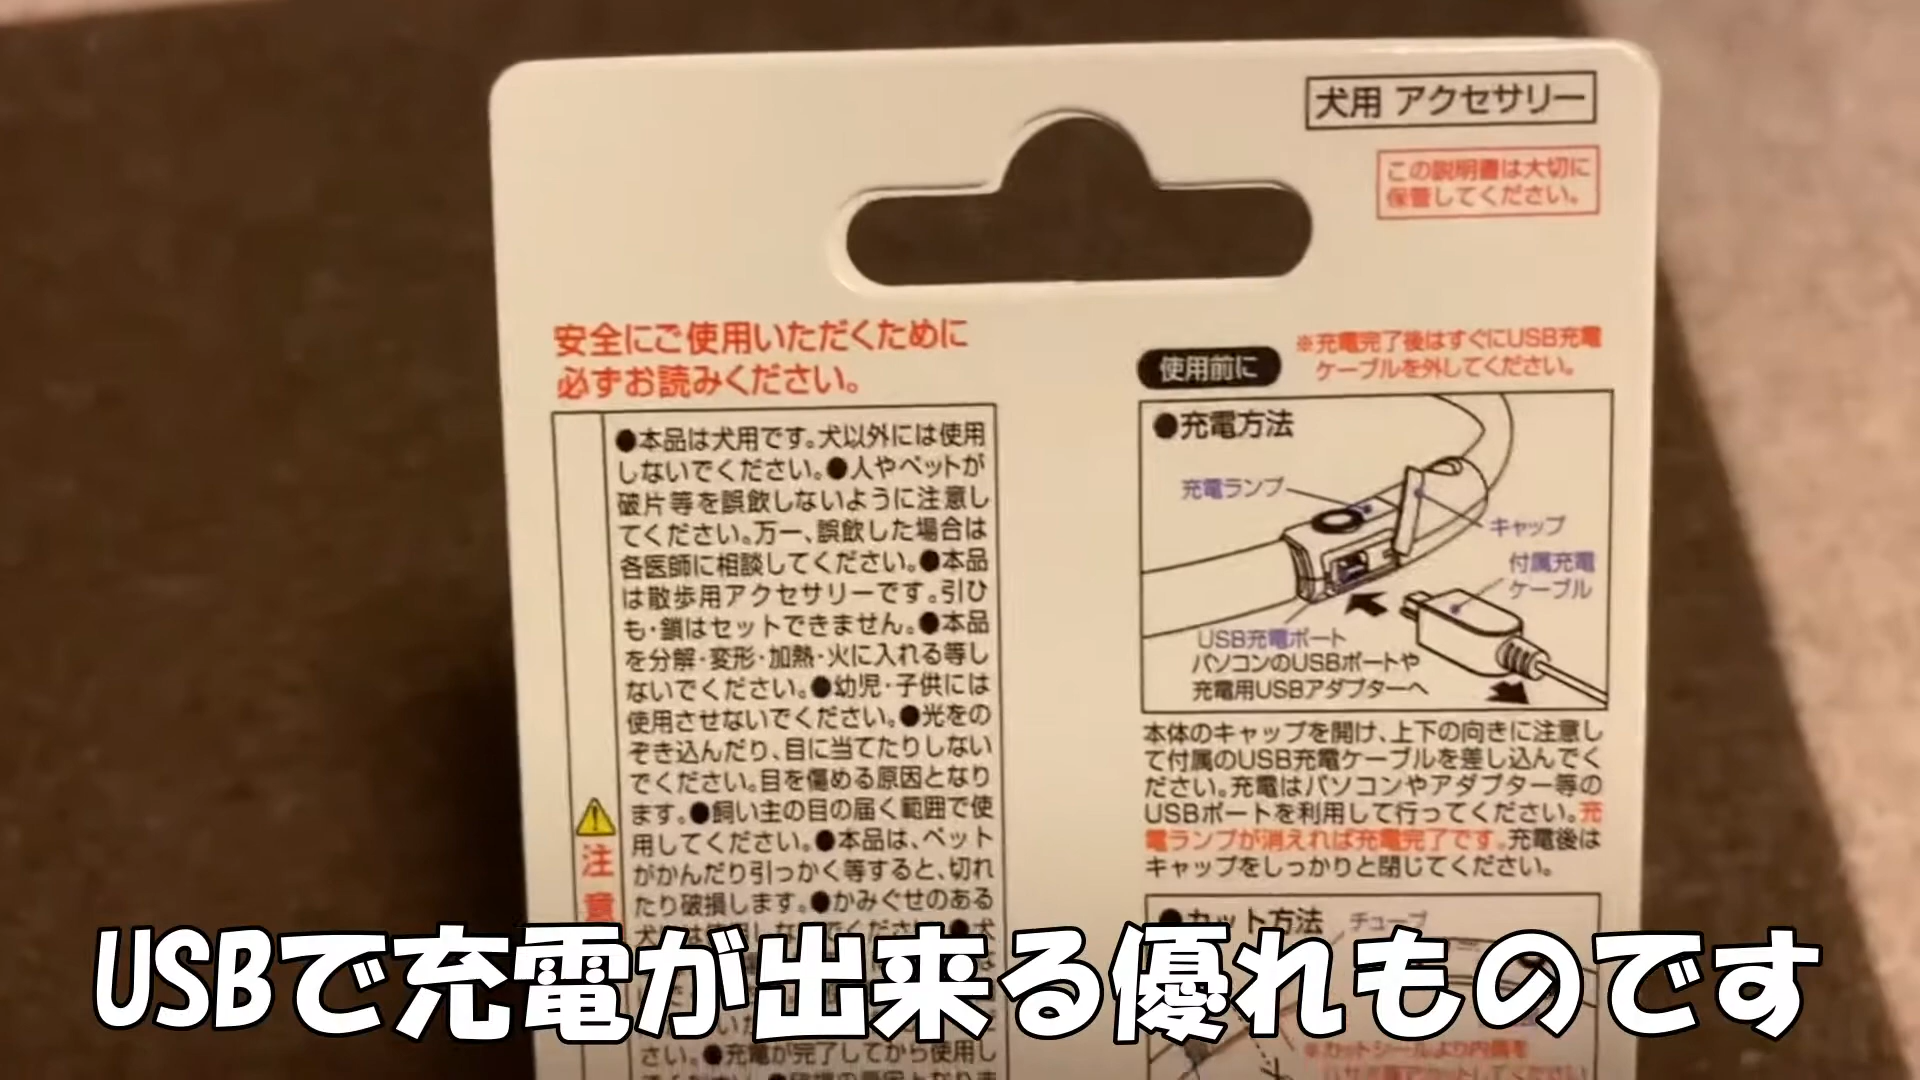 犬用 アクセサリー
この説明書は大切に
保管してください。
安全にご使用いただくために
必ずお読みください。
●本品は犬用です。犬以外には使用
しないでください。●人やペットが
破片等を誤飲しないように注意し
てください。万一、誤飲した場合は
各医師に相談してください。●本品
は散歩用アクセサリーです。引ひ
も・鎖はセットできません。●本品
を分解・変形・加熱・火に入れる等し
ないでください。●幼児・子供には
使用させないでください。●光をの
ぞき込んだり、目に当てたりしない
でください。目を傷める原因となり
ます。●飼い主の目の届く範囲で使
用してください。●本品は、ペット
がかんだり引っかく等すると、切れ
たり破損します。●かみぐせのある
さい。●充電が完了してから使用し
注意
使用前に
※充電完了後はすぐにUSB充電
ケーブルを外してください。
●充電方法
充電ランプ
キャップ
付属充電
ケーブル
USB充電ポート
パソコンのUSBポートや
充電用USBアダプターへ
本体のキャップを開け、上下の向きに注意し
て付属のUSB充電ケーブルを差し込んでく
ださい。充電はパソコンやアダプター等の
USBポートを利用して行ってください。充
電ランプが消えれば充電完了です。充電後は
キャップをしっかりと閉じてください。
●カット方法
チューブ
USBで充電が出来る優れものです